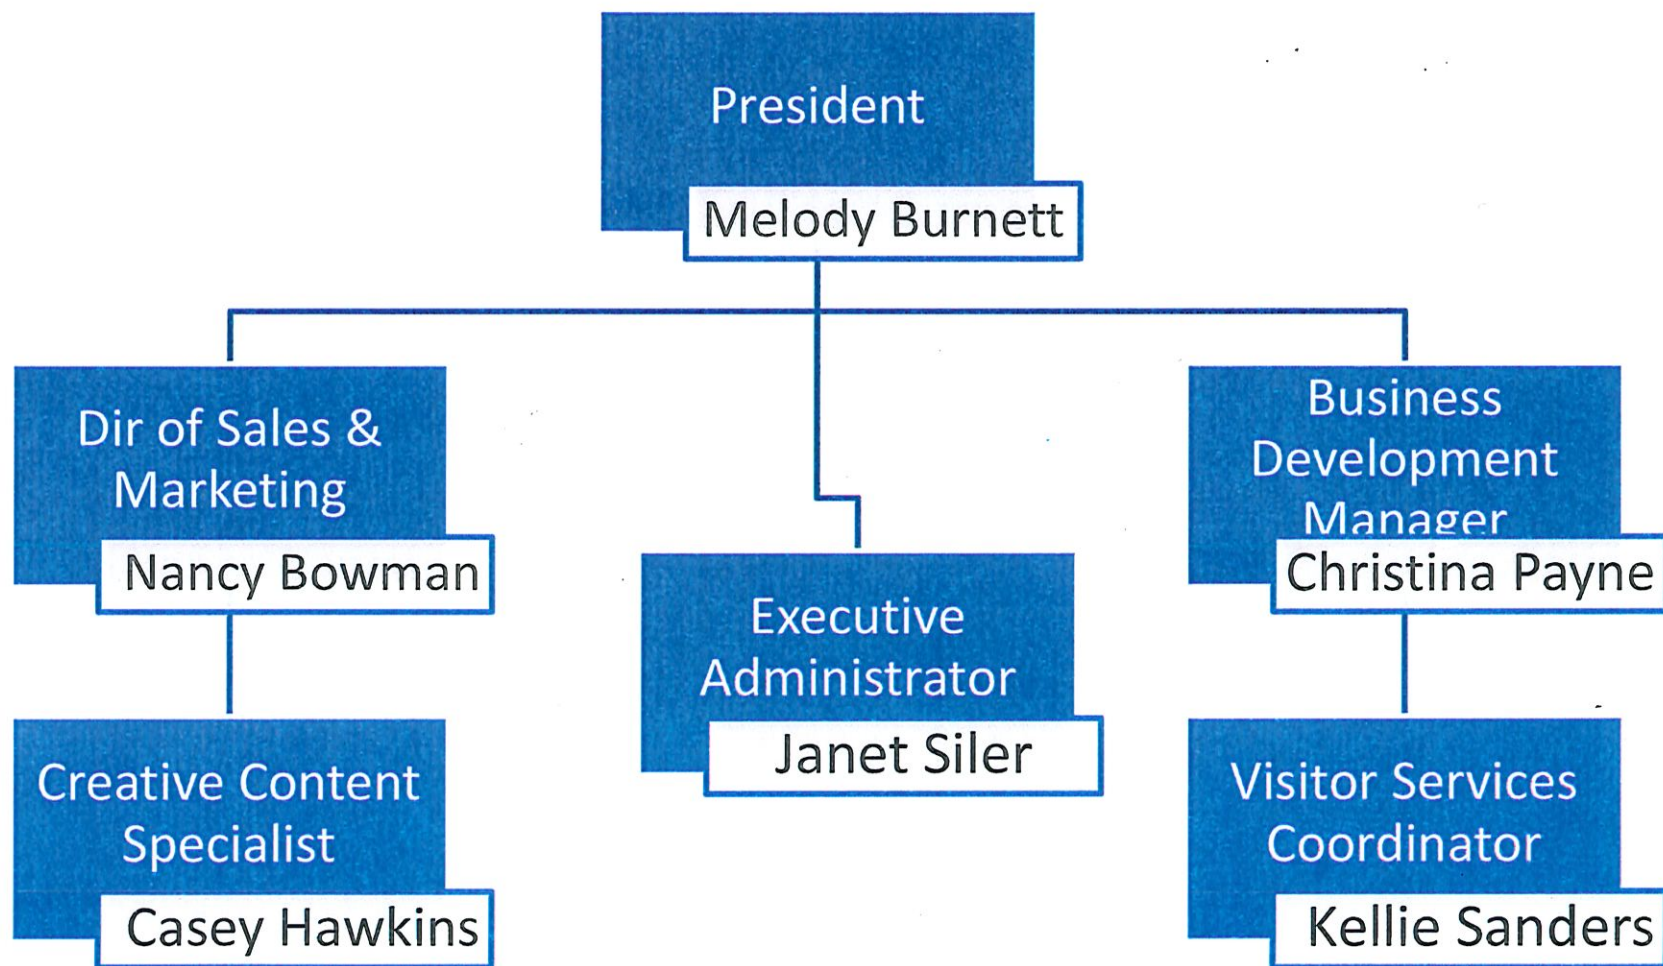 President
Melody Burnett
Dir of Sales &
Marketing
Nancy Bowman
Business
Development
Manager
Christina Payne
Executive
Administrator
Janet Siler
Creative Content
Specialist
Casey Hawkins
Visitor Services
Coordinator
Kellie Sanders